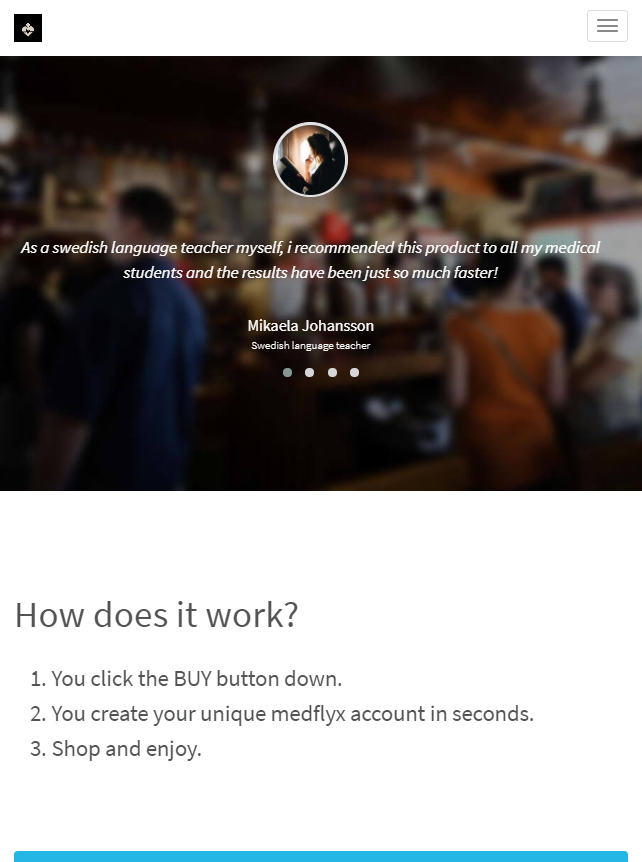 As a swedish language teacher myself, i recommended this product to all my medical
students and the results have been just so much faster!
Mikaela Johansson
Swedish language teacher
How does it work?
1. You click the BUY button down.
2. You create your unique medflyx account in seconds.
3. Shop and enjoy.